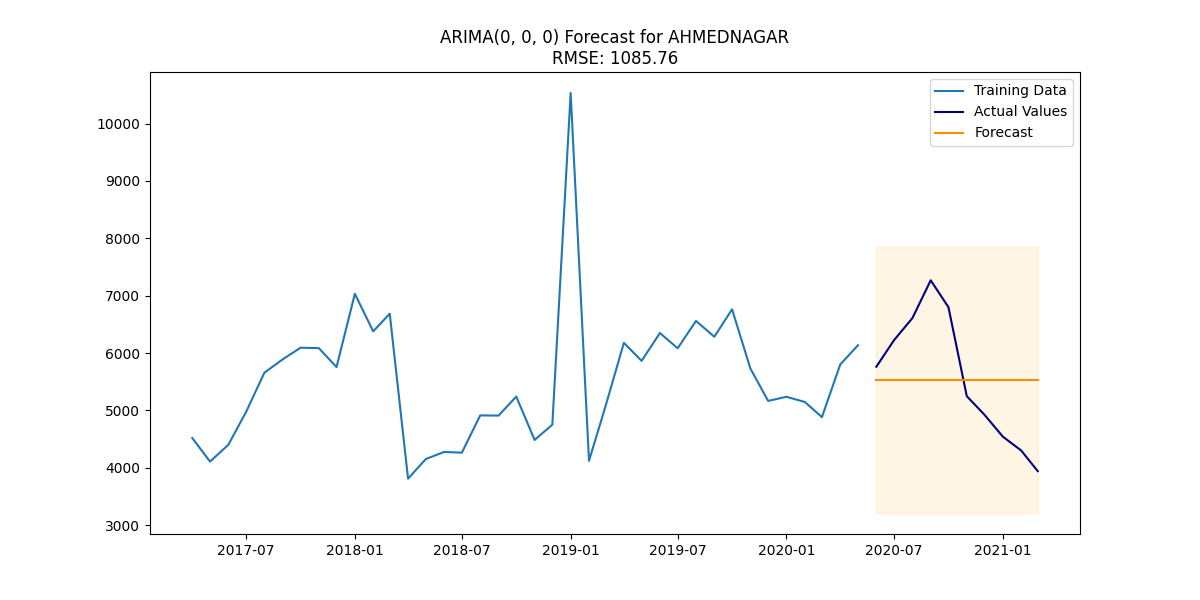 ARIMA(0, 0, 0) Forecast for AHMEDNAGAR
RMSE: 1085.76
Training Data
Actual Values
Forecast
10000
9000
8000
7000
6000
5000
4000
3000
2017-07 2018-01 2018-07 2019-01 2019-07 2020-01 2020-07 2021-01